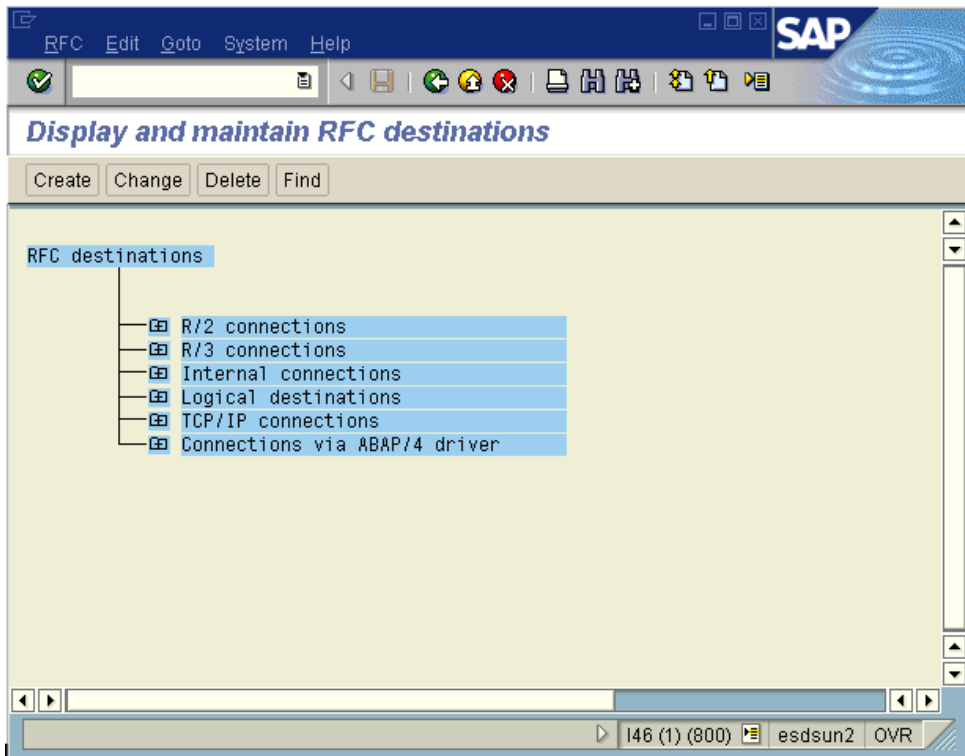 RFC Edit Goto System Help
SAP
Display and maintain RFC destinations
Create Change Delete Find
RFC destinations
R/2 connections
R/3 connections
Internal connections
Logical destinations
TCP/IP connections
Connections via ABAP/4 driver
I46 (1) (800) esdsun2 OVR